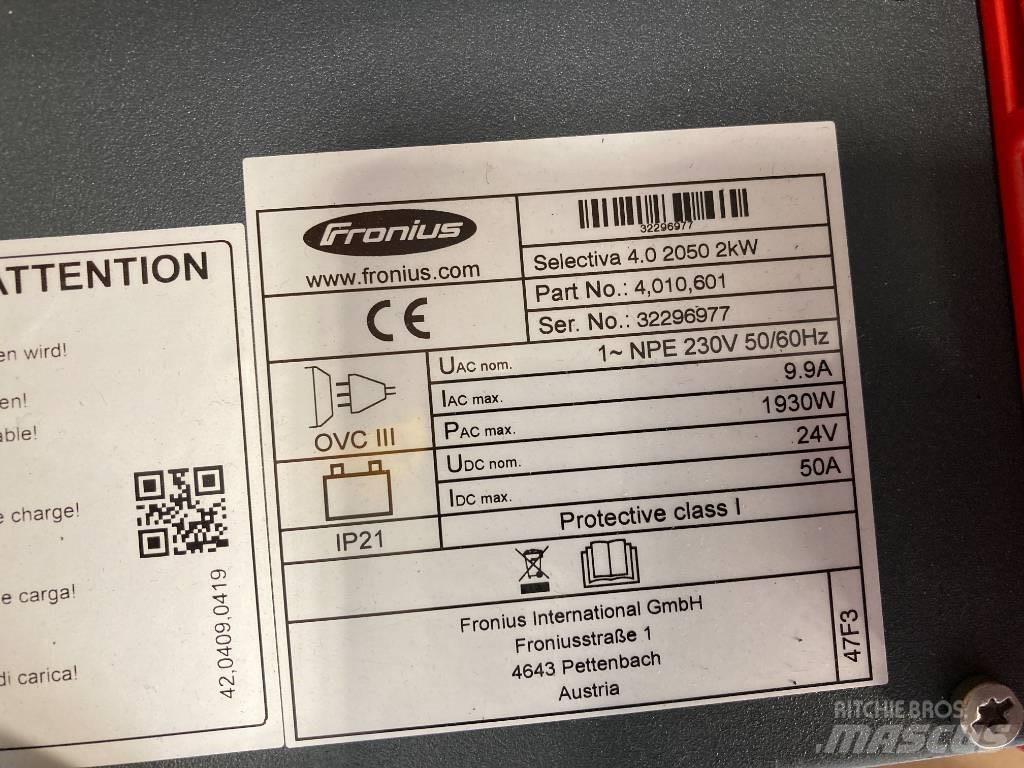 ATTENTION
en wird!
en!
able!
e charge!
e carga!
di carica!
42,0409,0419
Fronius
www.fronius.com
CE
32296977
Selectiva 4.0 2050 2kW
Part No.: 4,010,601
Ser. No.: 32296977
OVC III
UAC nom. 1~ NPE 230V 50/60Hz
IAC max. 9.9A
PAC max. 1930W
UDC nom. 24V
IDC max. 50A
IP21
Protective class I
Fronius International GmbH
Froniusstraße 1
4643 Pettenbach
Austria
47F3
RITCHIE BROS.
MASCUS